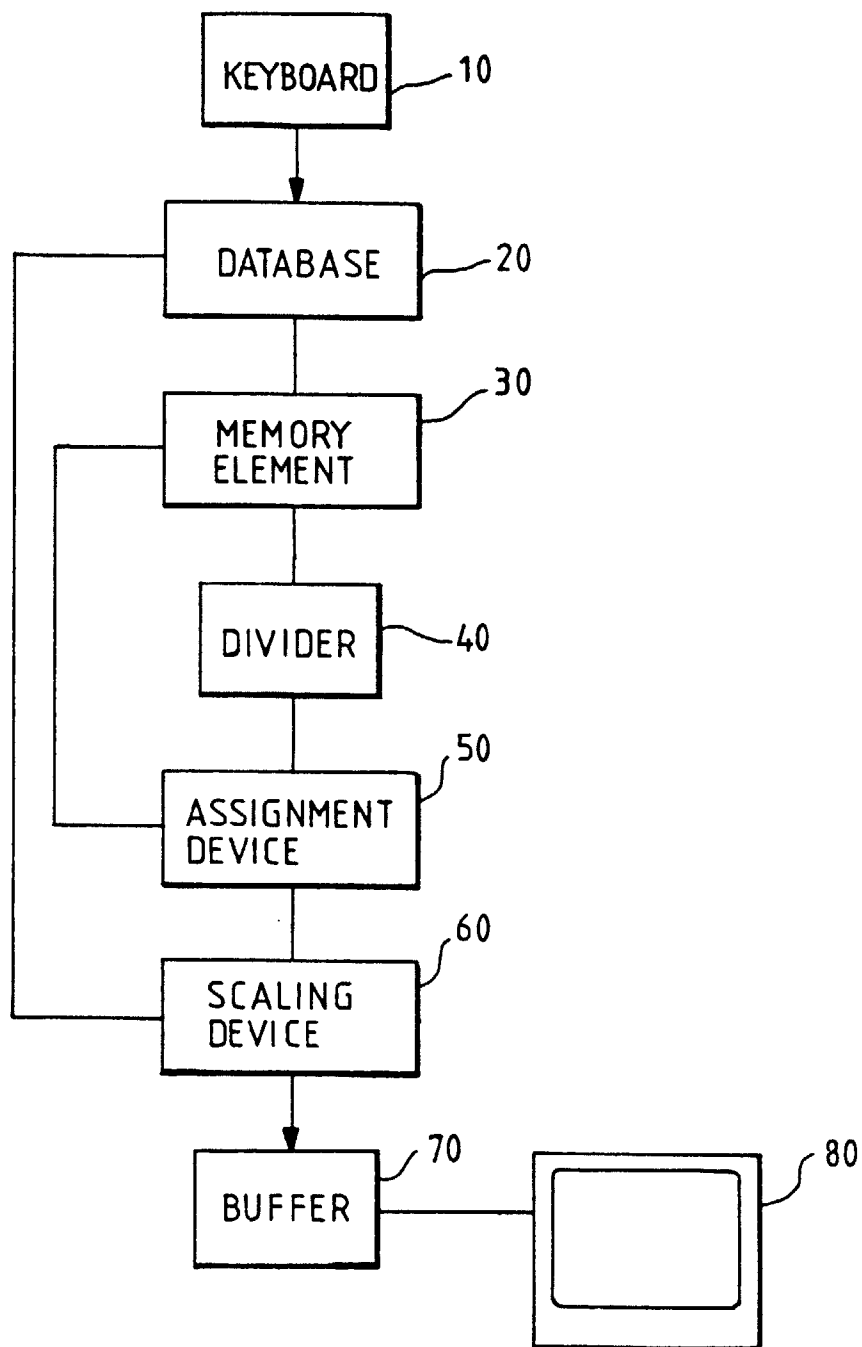 KEYBOARD
10
DATABASE
20
30
MEMORY
ELEMENT
DIVIDER
40
50
ASSIGNMENT
DEVICE
60
SCALING
DEVICE
70
BUFFER
80